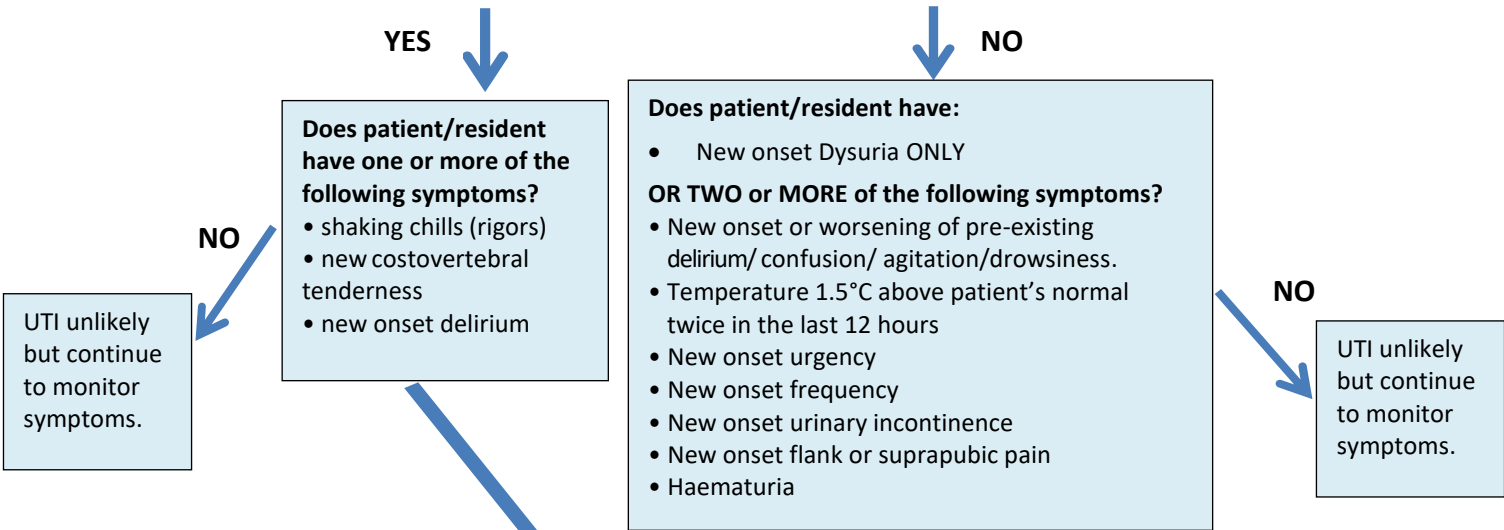 YES
NO
Does patient/resident
have one or more of the
following symptoms?
• shaking chills (rigors)
• new costovertebral
tenderness
• new onset delirium
Does patient/resident have:
• New onset Dysuria ONLY
OR TWO or MORE of the following symptoms?
• New onset or worsening of pre-existing
delirium/ confusion/ agitation/drowsiness.
• Temperature 1.5°C above patient’s normal
twice in the last 12 hours
• New onset urgency
• New onset frequency
• New onset urinary incontinence
• New onset flank or suprapubic pain
• Haematuria
NO
UTI unlikely
but continue
to monitor
symptoms.
NO
UTI unlikely
but continue
to monitor
symptoms.